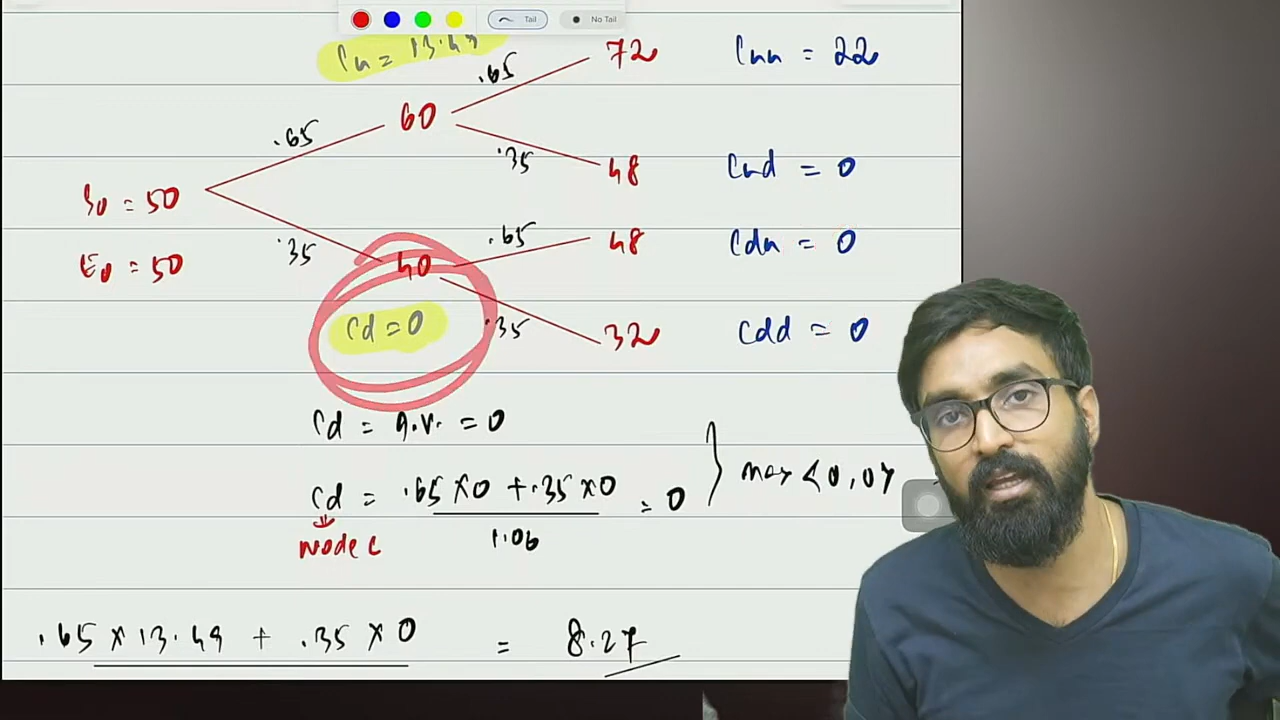 Tail No Tail
Cu = 13.49
.65 72 Cuu = 22
60
.65
.35 48 Cud = 0
S0 = 50
.35 .65 48 Cdu = 0
E0 = 50 40
Cd = 0 .35 32 Cdd = 0
Cd = = 0
Cd = .65 x 0 + .35 x 0 = 0 } max < 0, 0 >
1.06
node C
.65 x 13.49 + .35 x 0 = 8.27